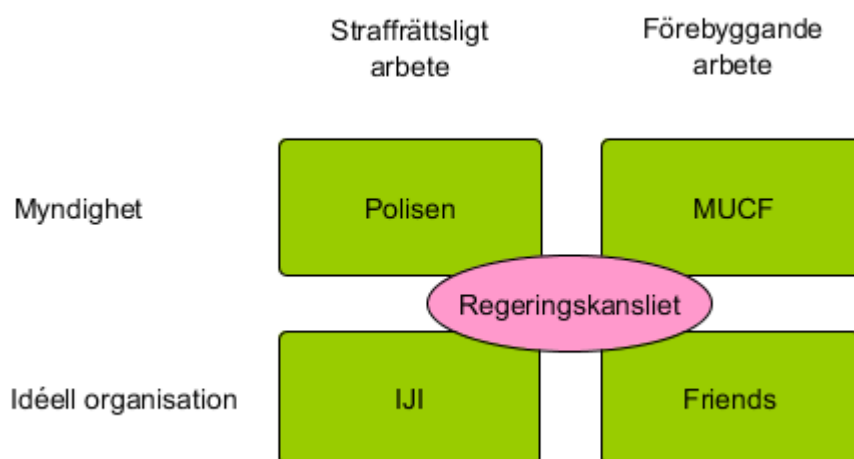 Straffrättsligt
arbete
Förebyggande
arbete
Myndighet
Polisen
MUCF
Regeringskansliet
Idéell organisation
IJI
Friends